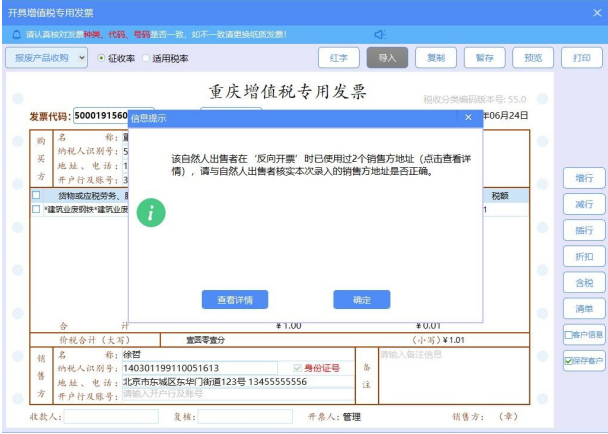 开具增值税专用发票
请认真核对发票种类、代码、号码是否一致，如不一致请更换纸质发票！
报废产品收购 征收率 适用税率 红字 导入 复制 暂存 预览 打印
重庆增值税专用发票
税收分类编码版本号: 55.0
发票代码: 5000191560
年06月24日
信息提示
该自然人出售者在‘反向开票’时已使用过2个销售方地址（点击查看详
情），请与自然人出售者核实本次录入的销售方地址是否正确。
查看详情 确定
购买方
名 称:
纳税人识别号: 5
地址、电话: 1
开户行及账号: 3
货物或应税劳务、 税额
*建筑业废钢铁*建筑业废 1
合 计 ¥1.00 ¥0.01
价税合计（大写） 壹圆零壹分 （小写）¥1.01
销售方
名 称: 徐哲
纳税人识别号: 140301199110051613 身份证号
地址、电话: 北京市东城区东华门街道123号 13455555556
开户行及账号: 请输入开户行及账号
备注 请输入备注信息
收款人: 复核: 开票人: 管理 销售方: （章）
增行
减行
插行
折扣
含税
清单
客户信息
保存客户